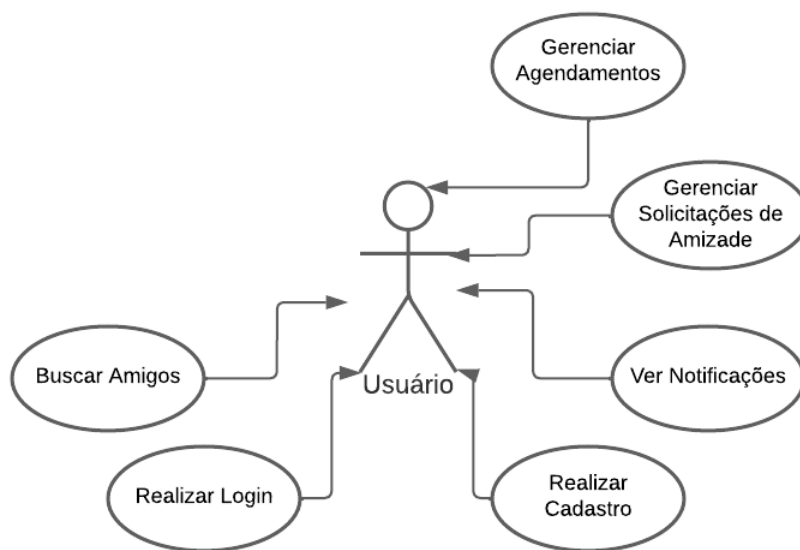 Gerenciar
Agendamentos
Gerenciar
Solicitações de
Amizade
Buscar Amigos
Usuário
Ver Notificações
Realizar Login
Realizar
Cadastro